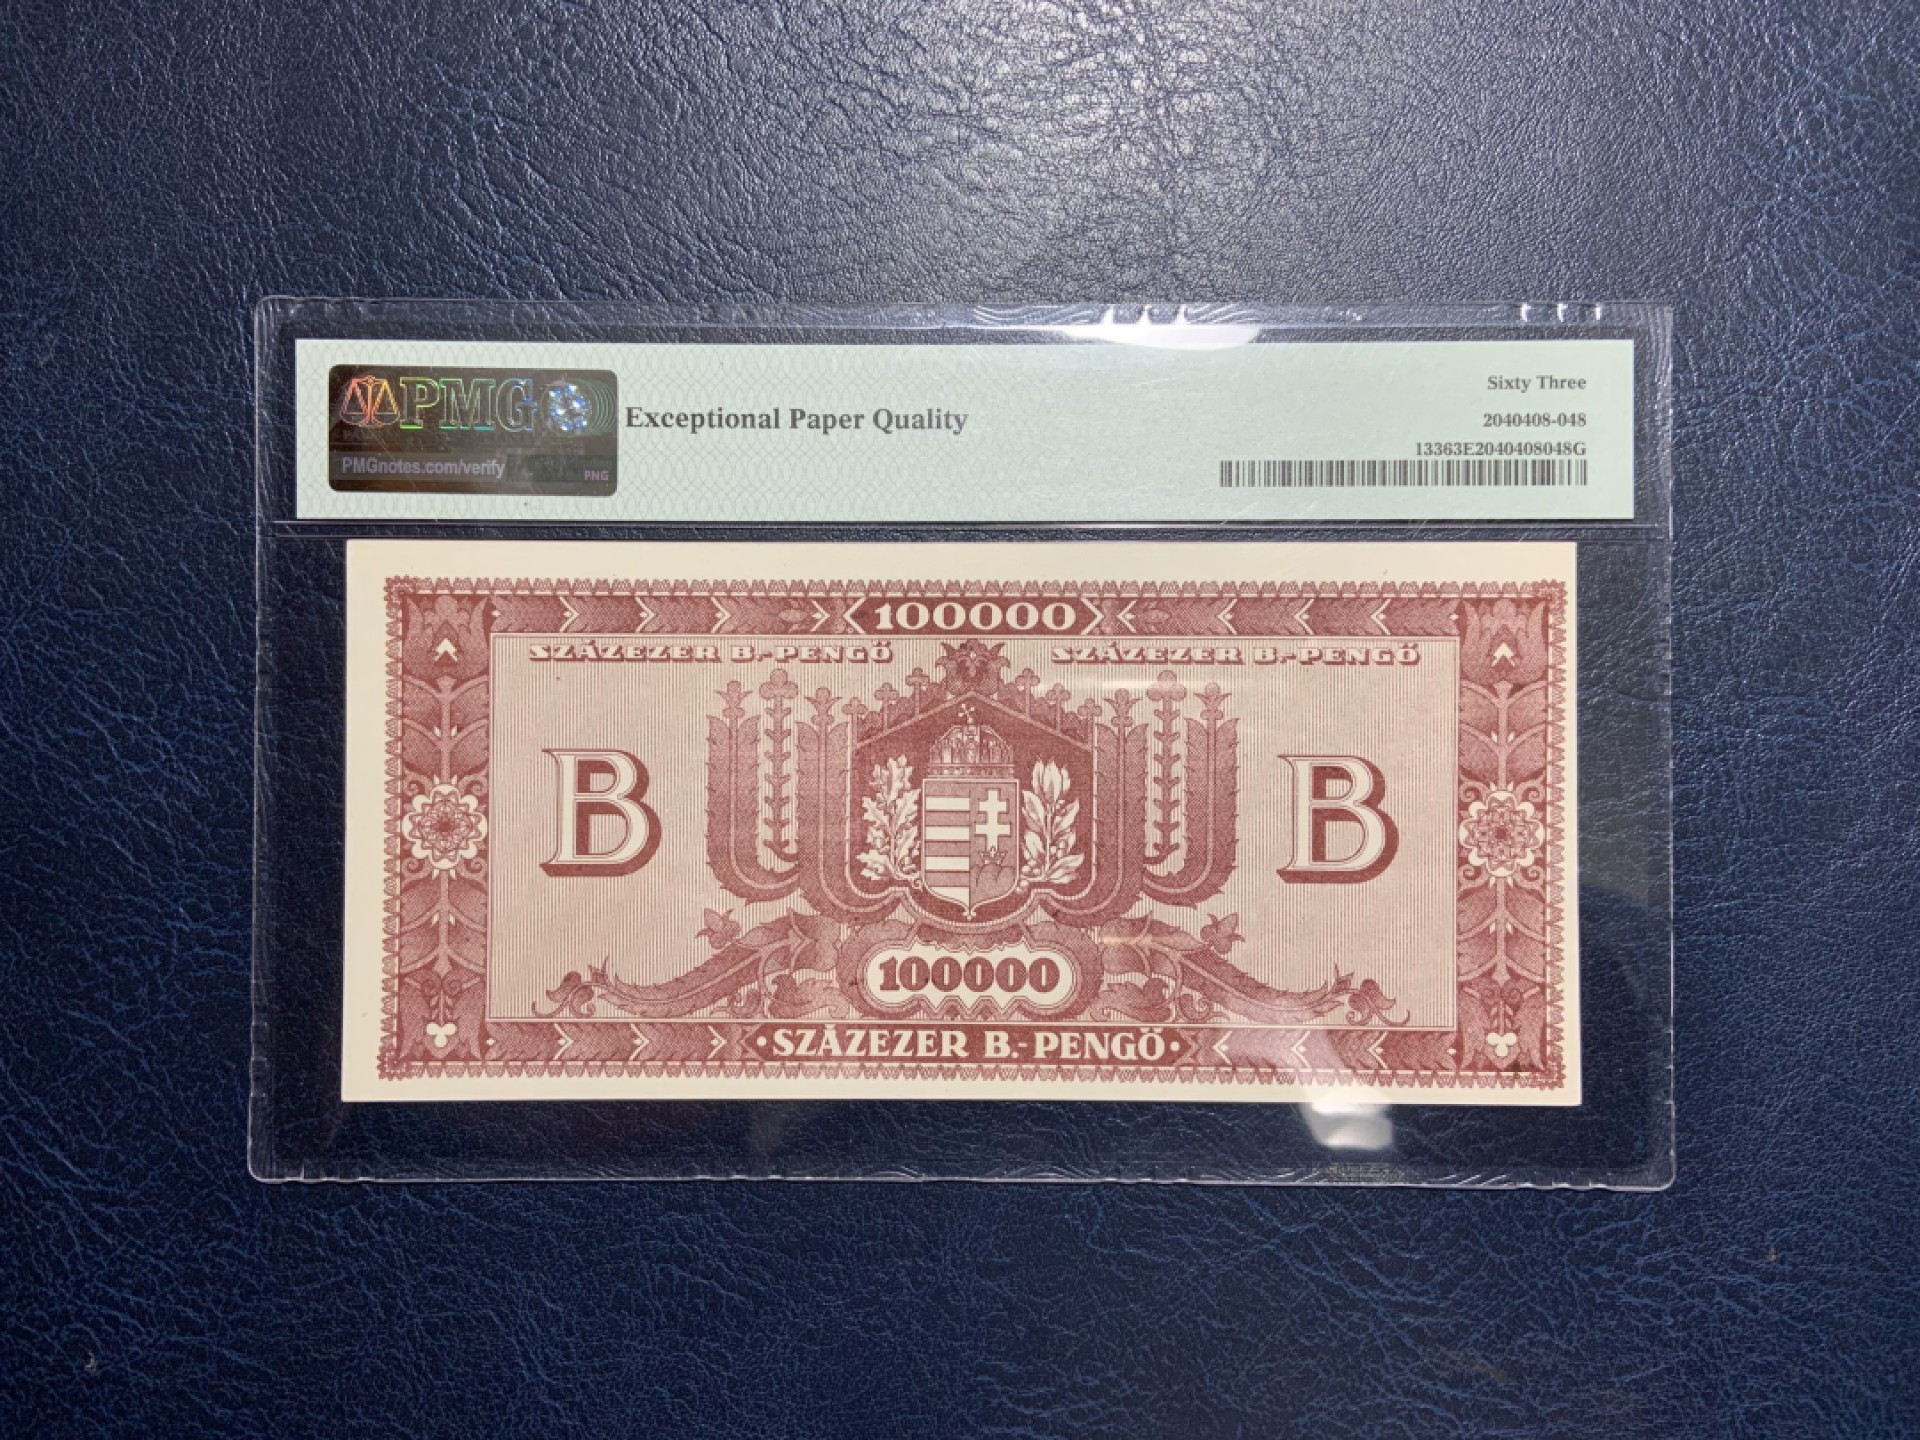 PMG
PMGnotes.com/verify
PNG
Exceptional Paper Quality
Sixty Three
2040408-048
13363E2040408048G
100000
SZÁZEZER B.-PENGÖ SZÁZEZER B.-PENGÖ
B B
100000
•SZÁZEZER B.-PENGÖ•